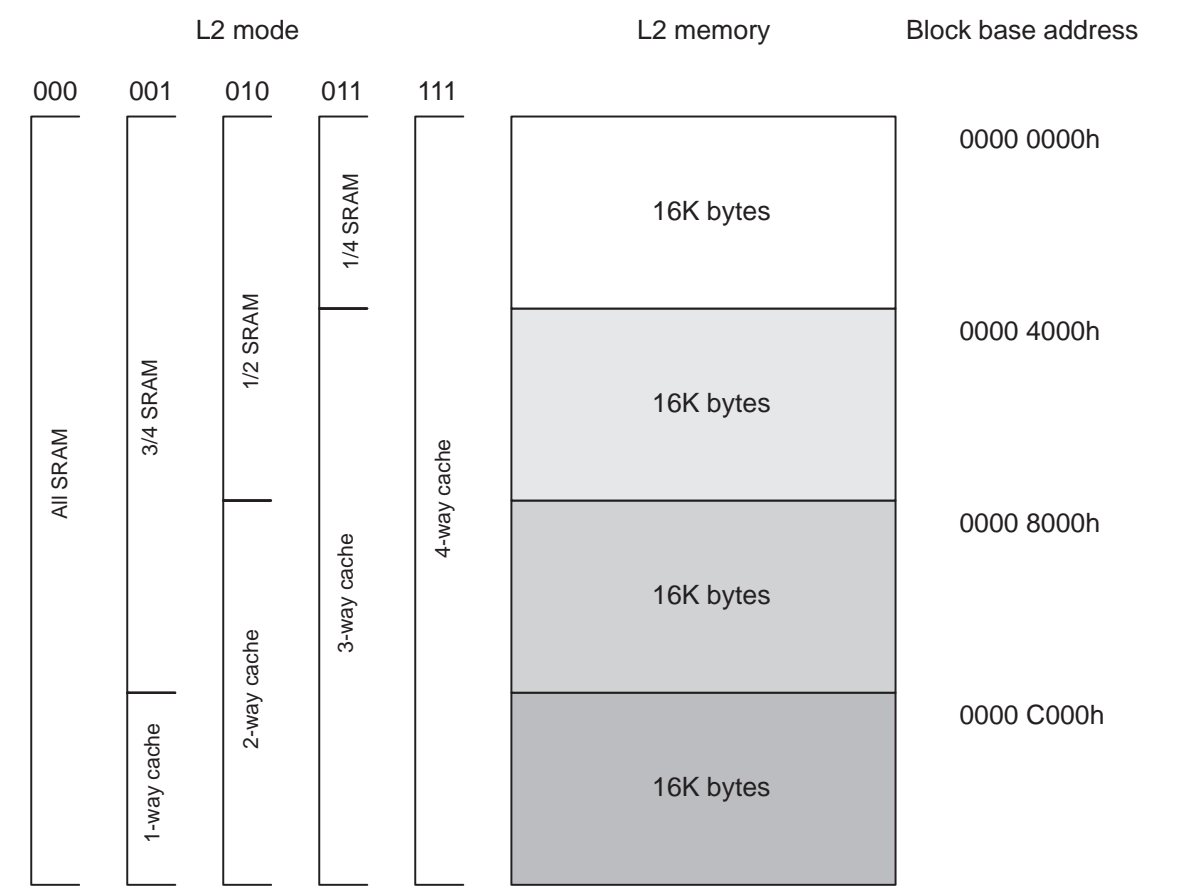 L2 mode
L2 memory
Block base address
000
001
010
011
111
All SRAM
3/4 SRAM
1-way cache
1/2 SRAM
2-way cache
1/4 SRAM
3-way cache
4-way cache
16K bytes
0000 0000h
16K bytes
0000 4000h
16K bytes
0000 8000h
16K bytes
0000 C000h